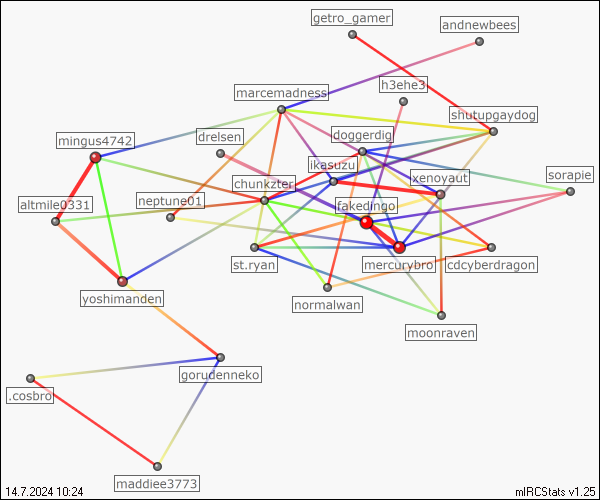 getro_gamer
andnewbees
h3ehe3
marcemadness
shutupgaydog
mingus4742
drelsen
doggerdig
ikasuzu
xenoyaut
sorapie
chunkzter
altmile0331
neptune01
fakedingo
st.ryan
mercurybro
cdcyberdragon
yoshimanden
normalwan
moonraven
gorudenneko
.cosbro
maddiee3773
14.7.2024 10:24
mIRCStats v1.25